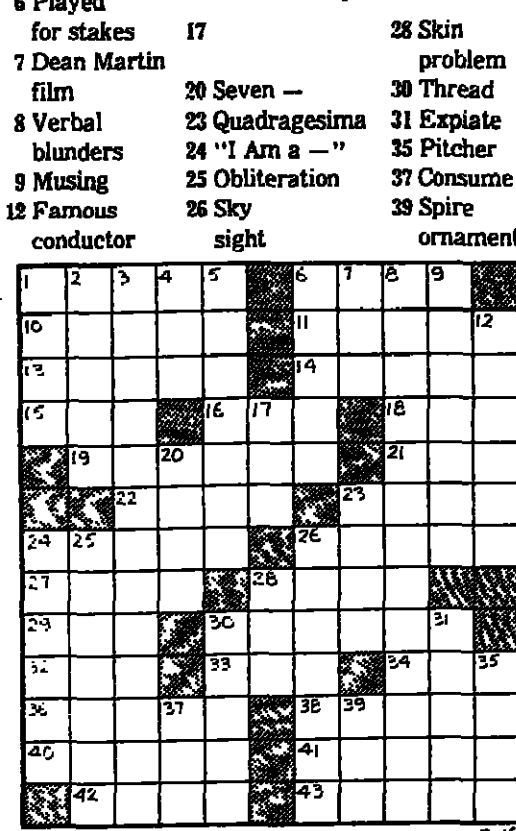 6 Played
for stakes
7 Dean Martin
film
8 Verbal
blunders
9 Musing
12 Famous
conductor
17
20 Seven —
23 Quadragesima
24 "I Am a —"
25 Obliteration
26 Sky
sight
28 Skin
problem
30 Thread
31 Expiate
35 Pitcher
37 Consume
39 Spire
ornament
1 2 3 4 5 6 7 8 9
10 11 12
13 14
15 16 17 18
19 20 21
22 23
24 25 26
27 28
29 30 31
32 33 34 35
36 37 38 39
40 41
42 43